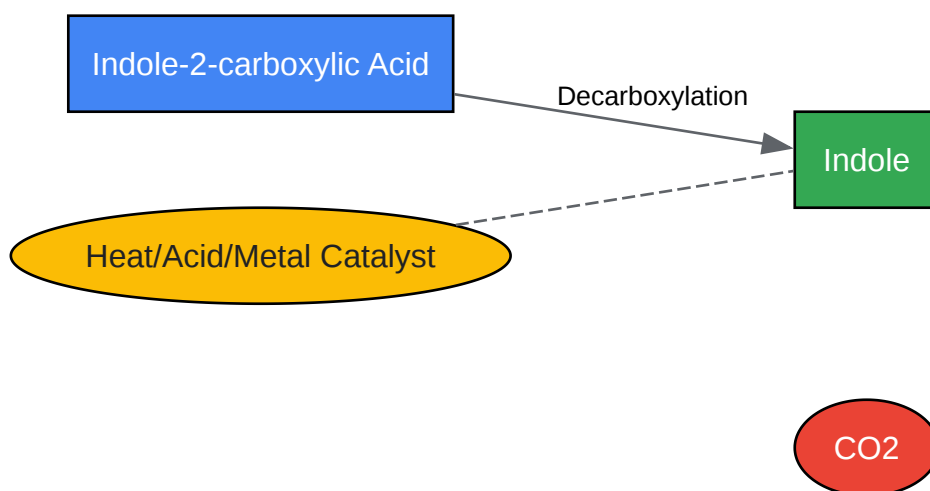 Indole-2-carboxylic Acid
Decarboxylation
Indole
Heat/Acid/Metal Catalyst
CO2